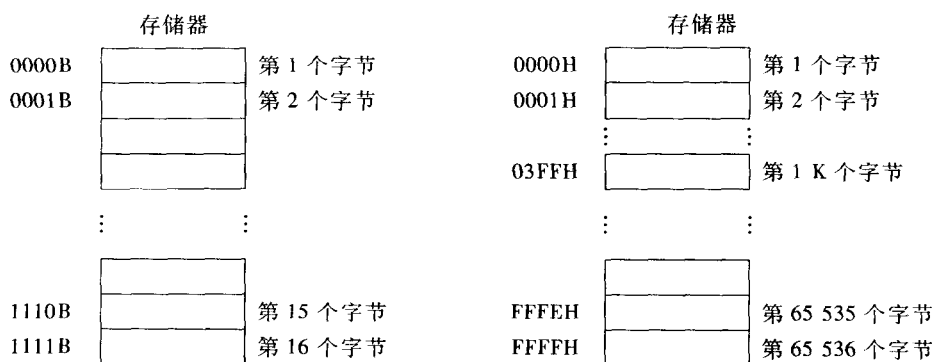 存储器
0000B 第 1 个字节
0001B 第 2 个字节
⋮ ⋮
1110B 第 15 个字节
1111B 第 16 个字节
存储器
0000H 第 1 个字节
0001H 第 2 个字节
⋮ ⋮
03FFH 第 1 K 个字节
⋮ ⋮
FFFEH 第 65 535 个字节
FFFFH 第 65 536 个字节